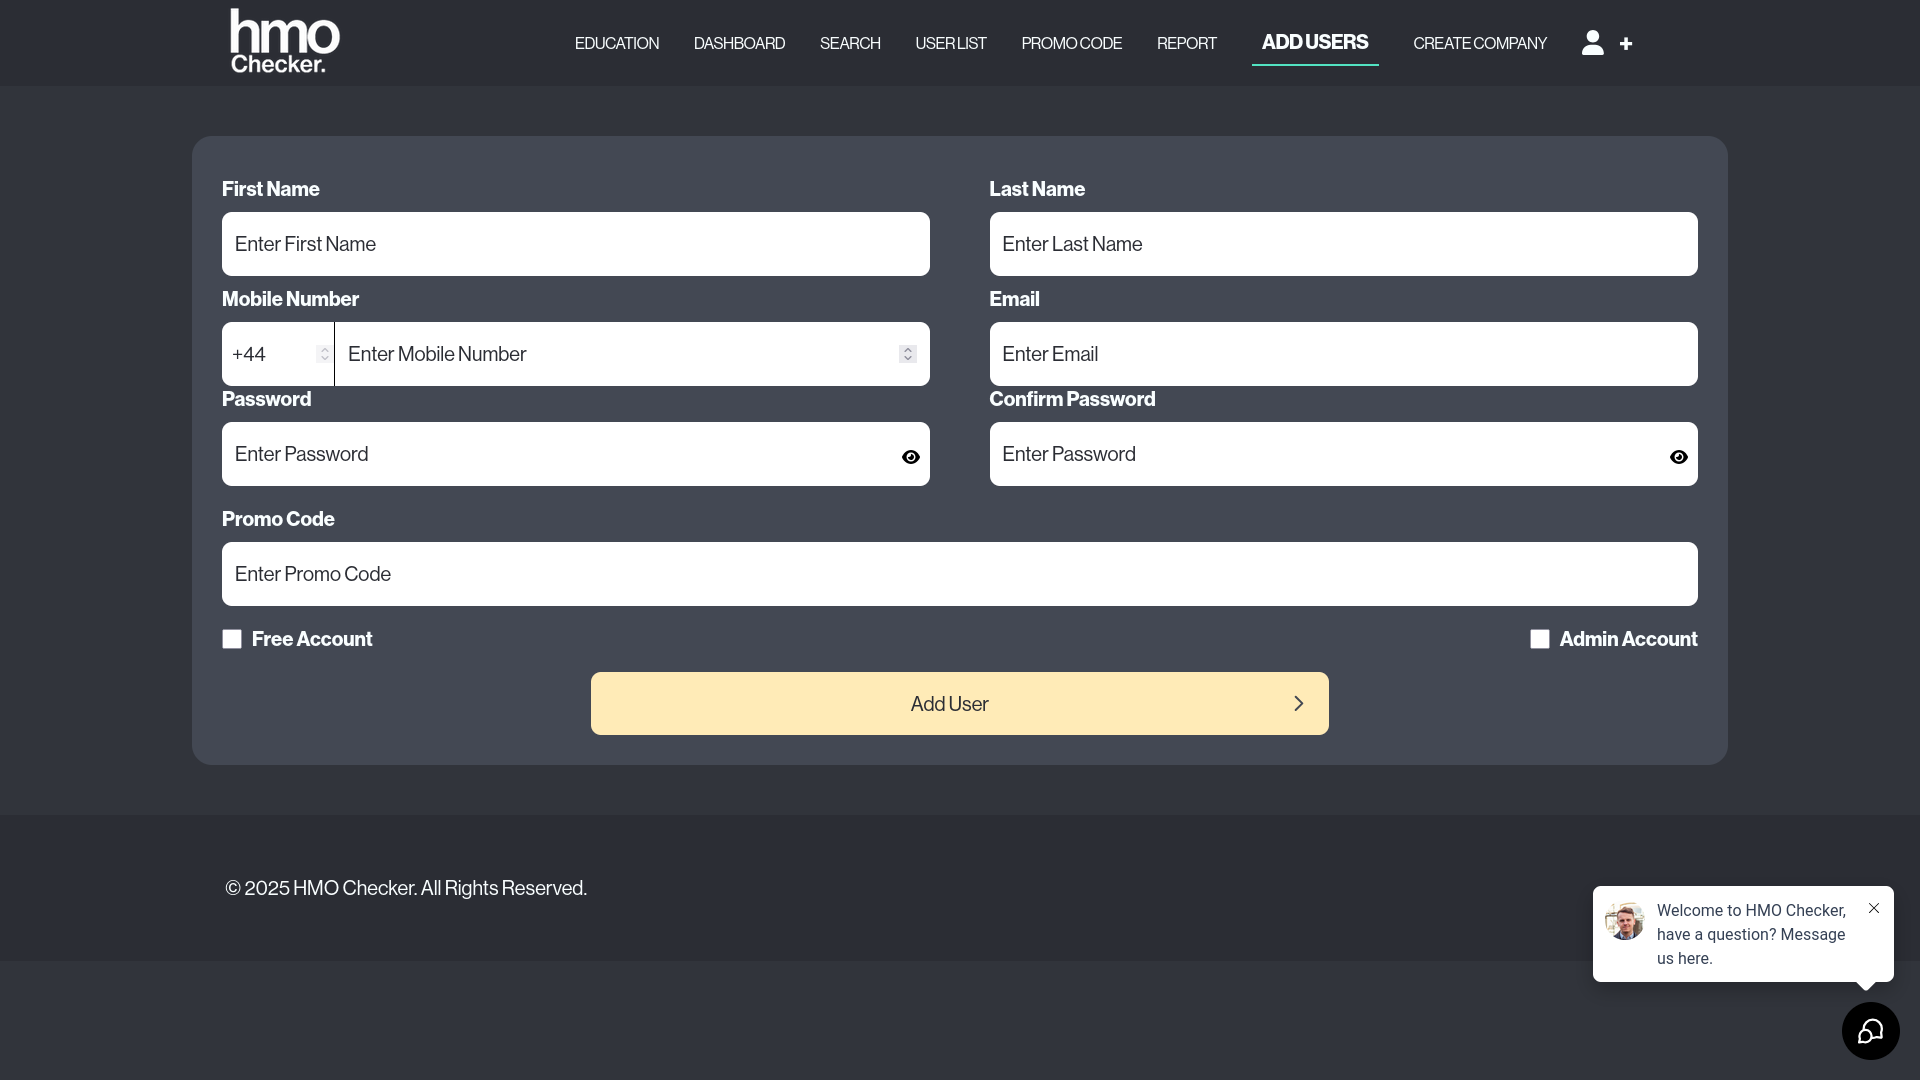 hmo
Checker.
EDUCATION
DASHBOARD
SEARCH
USER LIST
PROMO CODE
REPORT
ADD USERS
CREATE COMPANY
First Name
Last Name
Enter First Name
Enter Last Name
Mobile Number
Email
+44
Enter Mobile Number
Enter Email
Password
Confirm Password
Enter Password
Enter Password
Promo Code
Enter Promo Code
Free Account
Admin Account
Add User
© 2025 HMO Checker. All Rights Reserved.
Welcome to HMO Checker,
have a question? Message
us here.